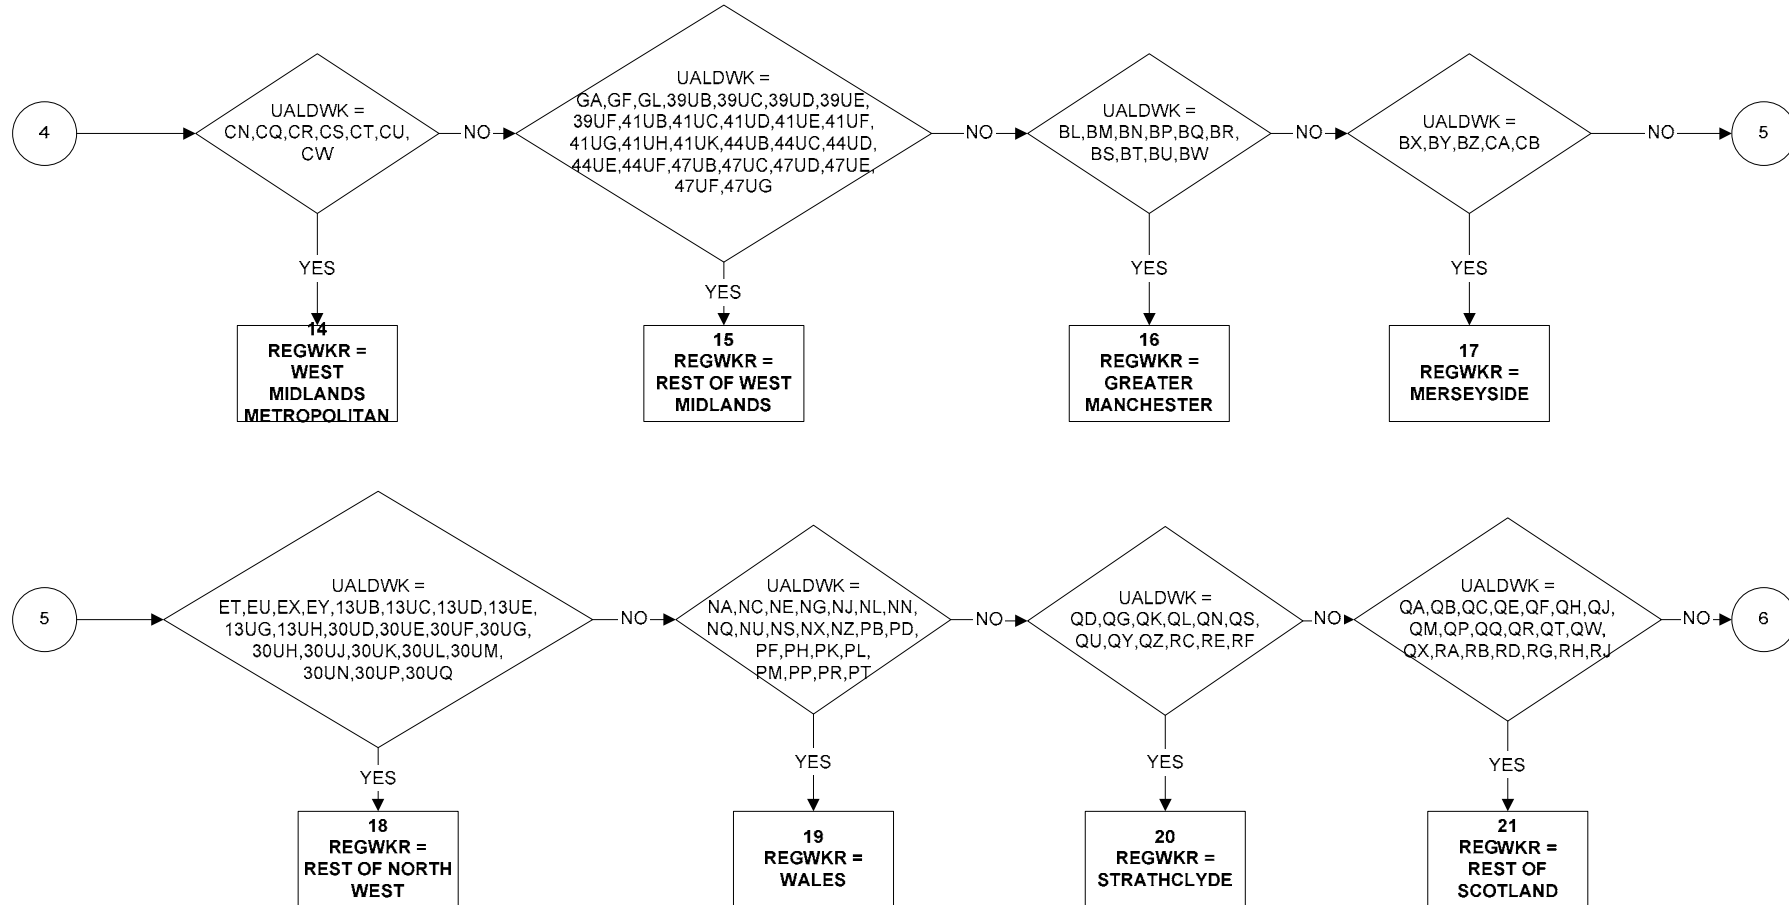 4
UALDWK =
CN,CQ,CR,CS,CT,CU,
CW
NO
UALDWK =
GA,GF,GL,39UB,39UC,39UD,39UE,
39UF,41UB,41UC,41UD,41UE,41UF,
41UG,41UH,41UK,44UB,44UC,44UD,
44UE,44UF,47UB,47UC,47UD,47UE,
47UF,47UG
NO
UALDWK =
BL,BM,BN,BP,BQ,BR,
BS,BT,BU,BW
NO
UALDWK =
BX,BY,BZ,CA,CB
NO
5
YES
YES
YES
YES
14
REGWKR =
WEST
MIDLANDS
METROPOLITAN
15
REGWKR =
REST OF WEST
MIDLANDS
16
REGWKR =
GREATER
MANCHESTER
17
REGWKR =
MERSEYSIDE
5
UALDWK =
ET,EU,EX,EY,13UB,13UC,13UD,13UE,
13UG,13UH,30UD,30UE,30UF,30UG,
30UH,30UJ,30UK,30UL,30UM,
30UN,30UP,30UQ
NO
UALDWK =
NA,NC,NE,NG,NJ,NL,NN,
NQ,NU,NS,NX,NZ,PB,PD,
PF,PH,PK,PL,
PM,PP,PR,PT
NO
UALDWK =
QD,QG,QK,QL,QN,QS,
QU,QY,QZ,RC,RE,RF
NO
UALDWK =
QA,QB,QC,QE,QF,QH,QJ,
QM,QP,QQ,QR,QT,QW,
QX,RA,RB,RD,RG,RH,RJ
NO
6
YES
YES
YES
YES
18
REGWKR =
REST OF NORTH
WEST
19
REGWKR =
WALES
20
REGWKR =
STRATHCLYDE
21
REGWKR =
REST OF
SCOTLAND